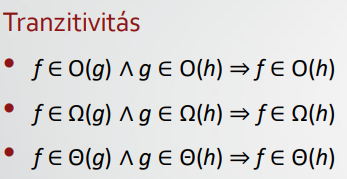 Tranzitivitás
• f ∈ O(g) ∧ g ∈ O(h) ⇒ f ∈ O(h)
• f ∈ Ω(g) ∧ g ∈ Ω(h) ⇒ f ∈ Ω(h)
• f ∈ Θ(g) ∧ g ∈ Θ(h) ⇒ f ∈ Θ(h)